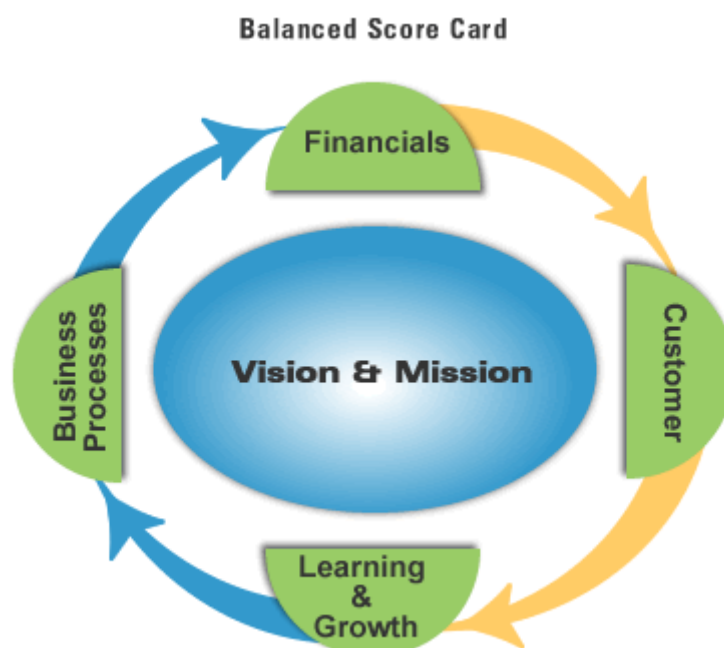 Balanced Score Card
Financials
Business
Processes
Vision & Mission
Customer
Learning
&
Growth